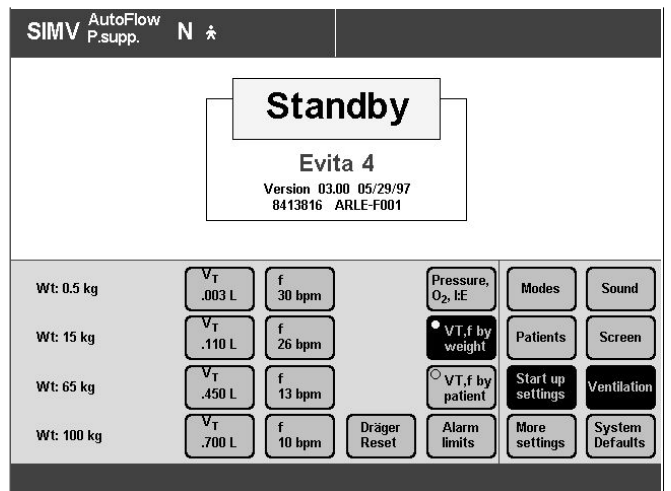 SIMV AutoFlow P.supp. N
Standby
Evita 4
Version 03.00 05/29/97
8413816 ARLE-F001
Wt: 0.5 kg
VT
.003 L
f
30 bpm
Pressure,
O2, I:E
Modes
Sound
Wt: 15 kg
VT
.110 L
f
26 bpm
VT,f by
weight
Patients
Screen
Wt: 65 kg
VT
.450 L
f
13 bpm
VT,f by
patient
Start up
settings
Ventilation
Wt: 100 kg
VT
.700 L
f
10 bpm
Dräger
Reset
Alarm
limits
More
settings
System
Defaults